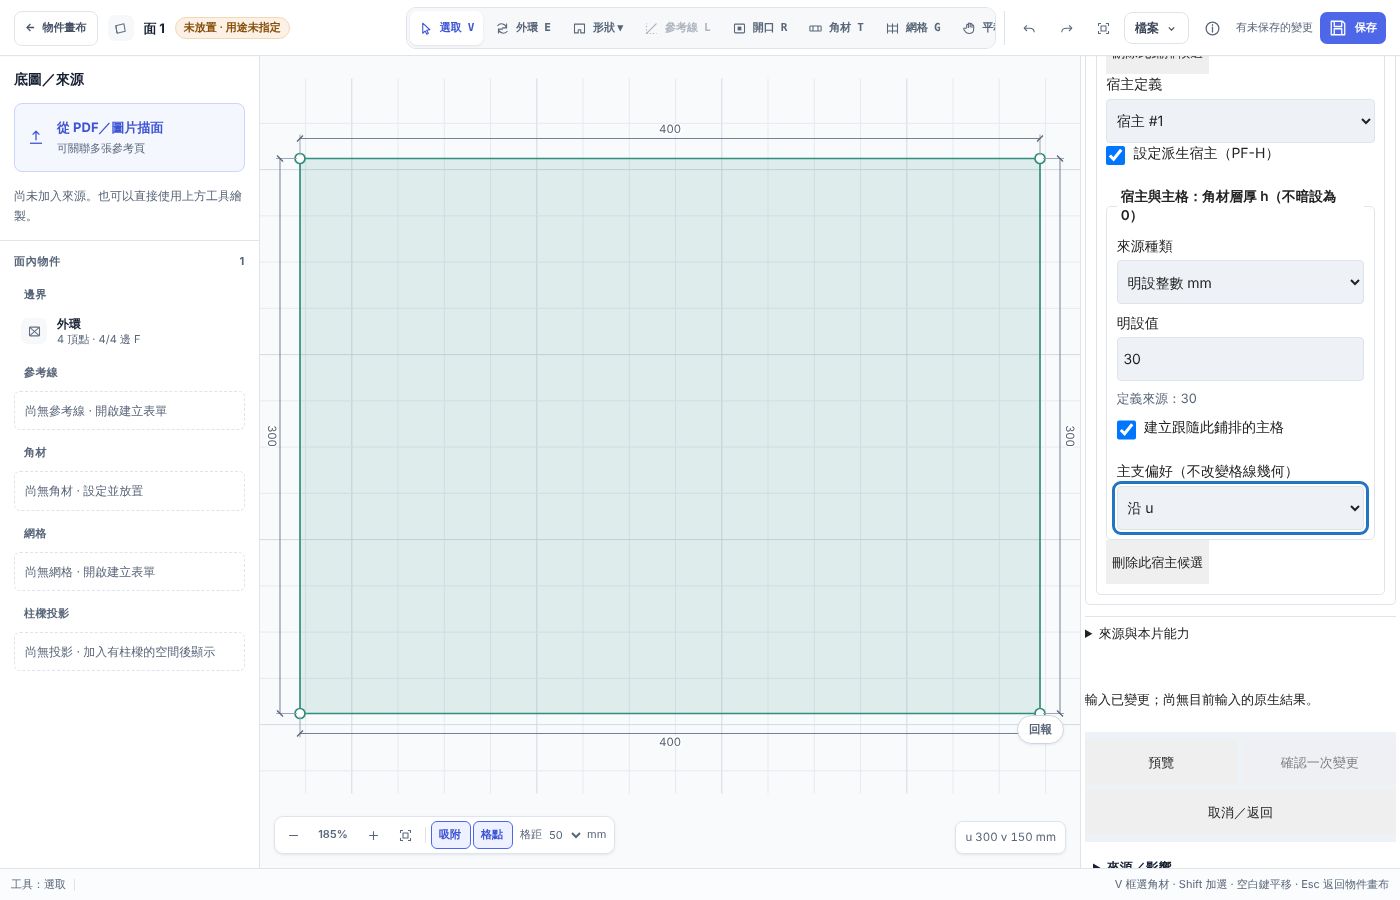 ← 物件畫布
面 1
未放置 · 用途未指定
選取 V
外環 E
形狀▾
參考線 L
開口 R
角材 T
網格 G
檔案
有未保存的變更
保存
底圖／來源
從 PDF／圖片描面
可關聯多張參考頁
尚未加入來源。也可以直接使用上方工具繪
製。
面內物件
1
邊界
外環
4 頂點 · 4/4 邊 F
參考線
尚無參考線 · 開啟建立表單
角材
尚無角材 · 設定並放置
網格
尚無網格 · 開啟建立表單
柱樑投影
尚無投影 · 加入有柱樑的空間後顯示
400
300
300
400
回報
185%
吸附
格點
格距
50
mm
u 300 v 150 mm
宿主定義
宿主 #1
設定派生宿主（PF-H）
宿主與主格：角材層厚 h（不暗設為
0）
來源種類
明設整數 mm
明設值
30
定義來源：30
建立跟隨此鋪排的主格
主支偏好（不改變格線幾何）
沿 u
刪除此宿主候選
來源與本片能力
輸入已變更；尚無目前輸入的原生結果。
預覽
確認一次變更
取消／返回
工具：選取
V 框選角材 · Shift 加選 · 空白鍵平移 · Esc 返回物件畫布